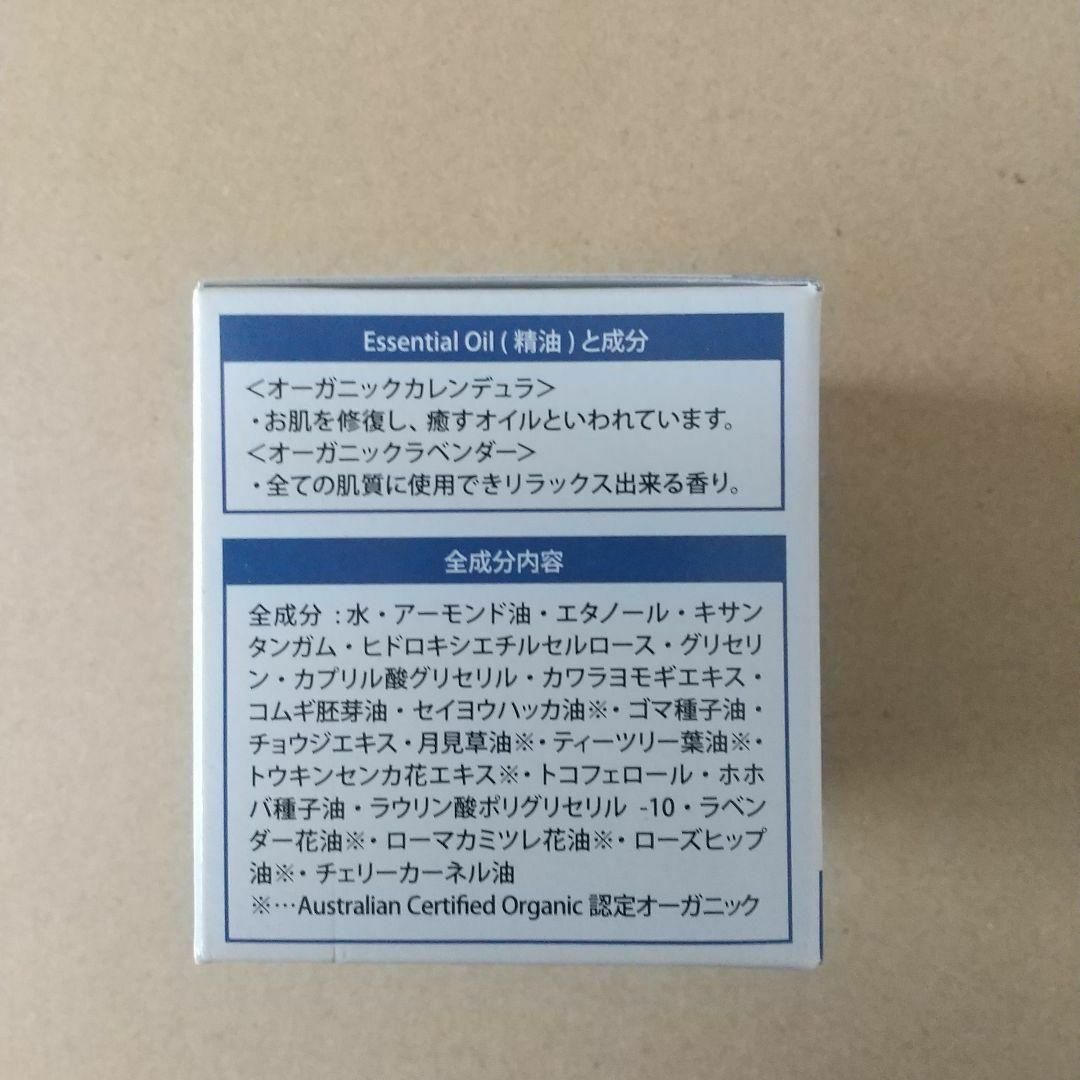 Essential Oil ( 精油 ) と成分
＜オーガニックカレンデュラ＞
・お肌を修復し、癒すオイルといわれています。
＜オーガニックラベンダー＞
・全ての肌質に使用できリラックス出来る香り。
全成分内容
全成分 : 水・アーモンド油・エタノール・キサン
タンガム・ヒドロキシエチルセルロース・グリセリ
ン・カプリル酸グリセリル・カワラヨモギエキス・
コムギ胚芽油・セイヨウハッカ油※・ゴマ種子油・
チョウジエキス・月見草油※・ティーツリー葉油※・
トウキンセンカ花エキス※・トコフェロール・ホホ
バ種子油・ラウリン酸ポリグリセリル -10・ラベン
ダー花油※・ローマカミツレ花油※・ローズヒップ
油※・チェリーカーネル油
※…Australian Certified Organic 認定オーガニック